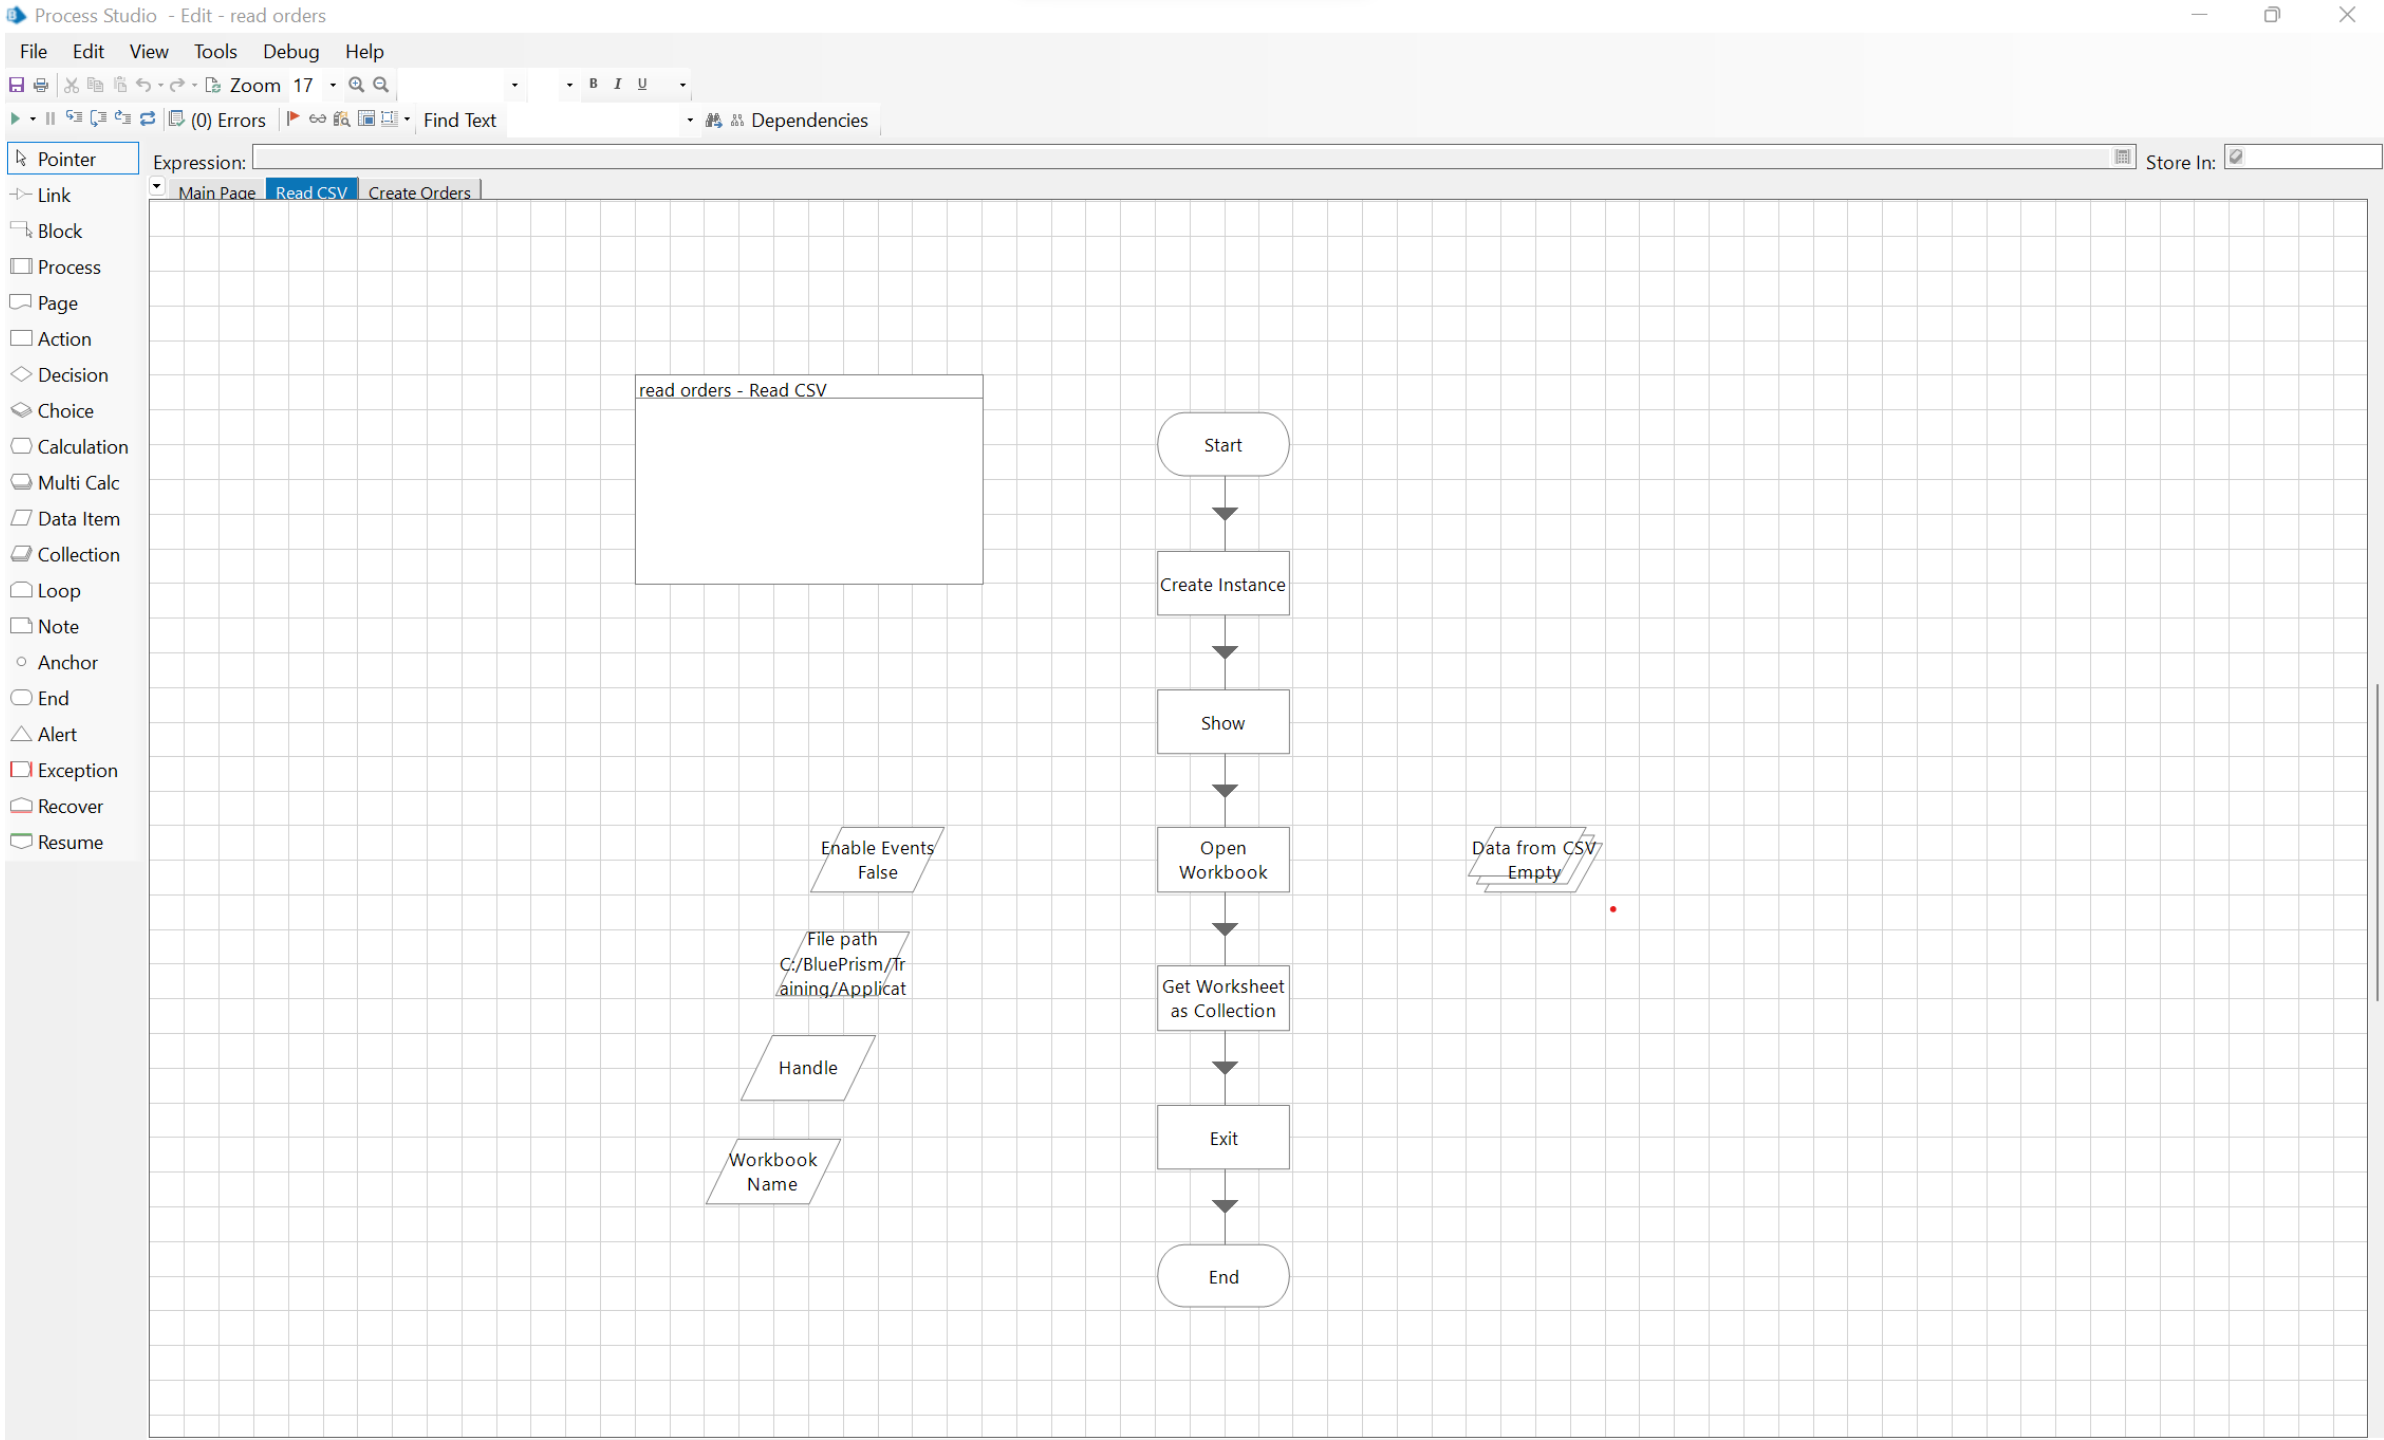 Process Studio - Edit - read orders
File Edit View Tools Debug Help
Zoom 17 B I U
(0) Errors Find Text Dependencies
Pointer
Link
Block
Process
Page
Action
Decision
Choice
Calculation
Multi Calc
Data Item
Collection
Loop
Note
Anchor
End
Alert
Exception
Recover
Resume
Expression: Store In:
Main Page Read CSV Create Orders
read orders - Read CSV
Start
Create Instance
Show
Enable Events
False
Open
Workbook
Data from CSV
Empty
File path
C:/BluePrism/Tr
aining/Applicat
Get Worksheet
as Collection
Handle
Exit
Workbook
Name
End